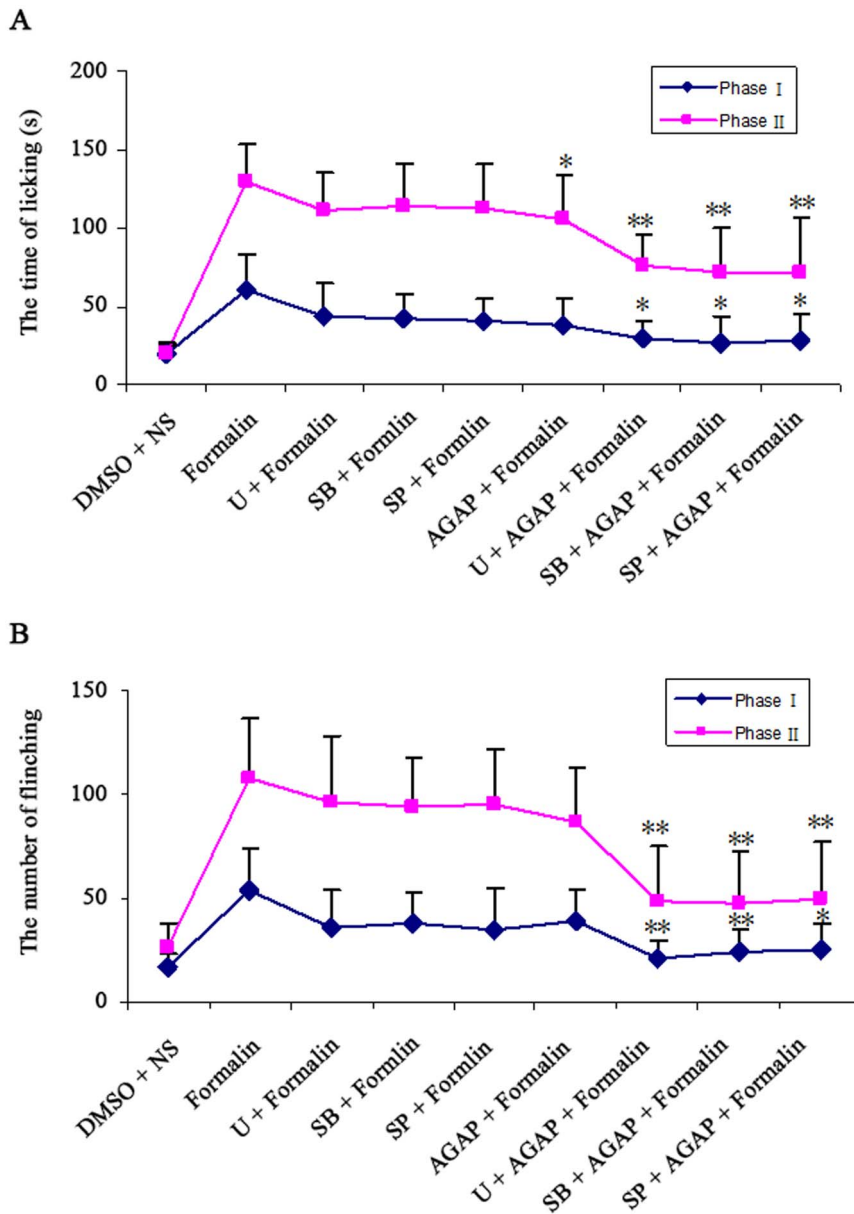 A
200
150
100
50
0
The time of licking (s)
Phase I
Phase II
*
**
**
**
*
*
*
DMSO + NS
Formalin
U + Formalin
SB + Formlin
SP + Formlin
AGAP + Formalin
U + AGAP + Formalin
SB + AGAP + Formalin
SP + AGAP + Formalin
B
150
100
50
0
The number of flinching
Phase I
Phase II
**
**
**
**
**
*
DMSO + NS
Formalin
U + Formalin
SB + Formlin
SP + Formlin
AGAP + Formalin
U + AGAP + Formalin
SB + AGAP + Formalin
SP + AGAP + Formalin